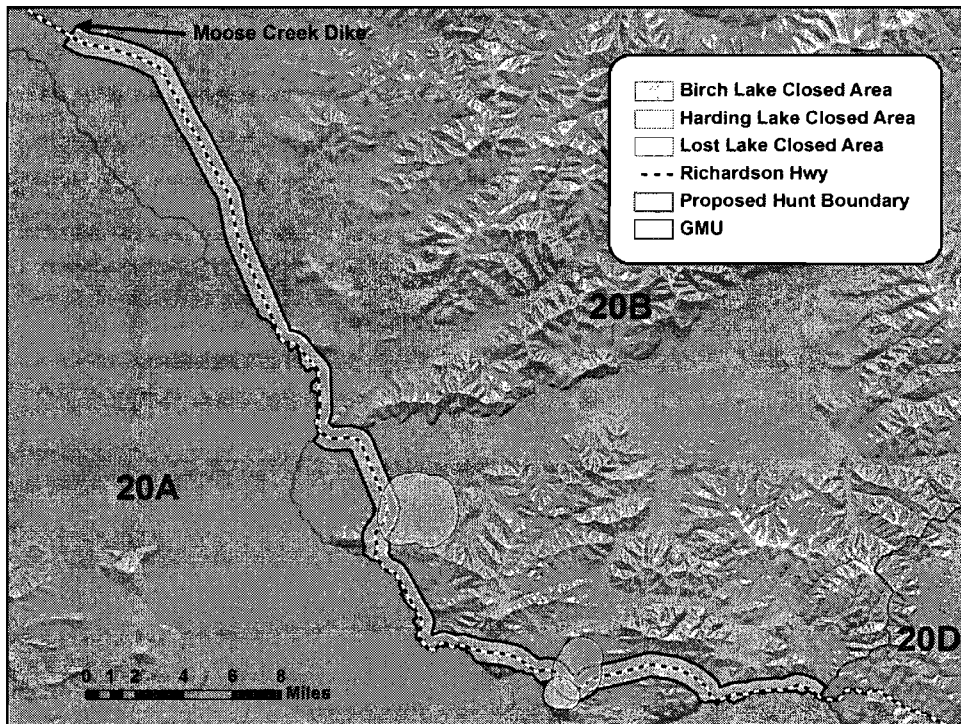 Moose Creek Dike
Birch Lake Closed Area
Harding Lake Closed Area
Lost Lake Closed Area
Richardson Hwy
Proposed Hunt Boundary
GMU
20B
20A
20D
0 1 2 4 6 8
Miles